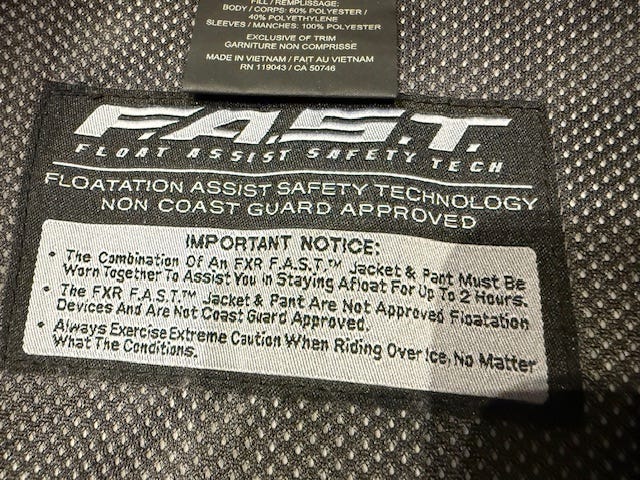 FILL / REMPLISSAGE:
BODY / CORPS: 60% POLYESTER /
40% POLYETHYLENE
SLEEVES / MANCHES: 100% POLYESTER
EXCLUSIVE OF TRIM
GARNITURE NON COMPRISE
MADE IN VIETNAM / FAIT AU VIETNAM
RN 119043 / CA 50746
F.A.S.T.
FLOAT ASSIST SAFETY TECH
FLOATATION ASSIST SAFETY TECHNOLOGY
NON COAST GUARD APPROVED
IMPORTANT NOTICE:
• The Combination Of An FXR F.A.S.T.™ Jacket & Pant Must Be
Worn Together To Assist You In Staying Afloat For Up To 2 Hours.
• The FXR F.A.S.T.™ Jacket & Pant Are Not Approved Floatation
Devices And Are Not Coast Guard Approved.
• Always Exercise Extreme Caution When Riding Over Ice, No Matter
What The Conditions.